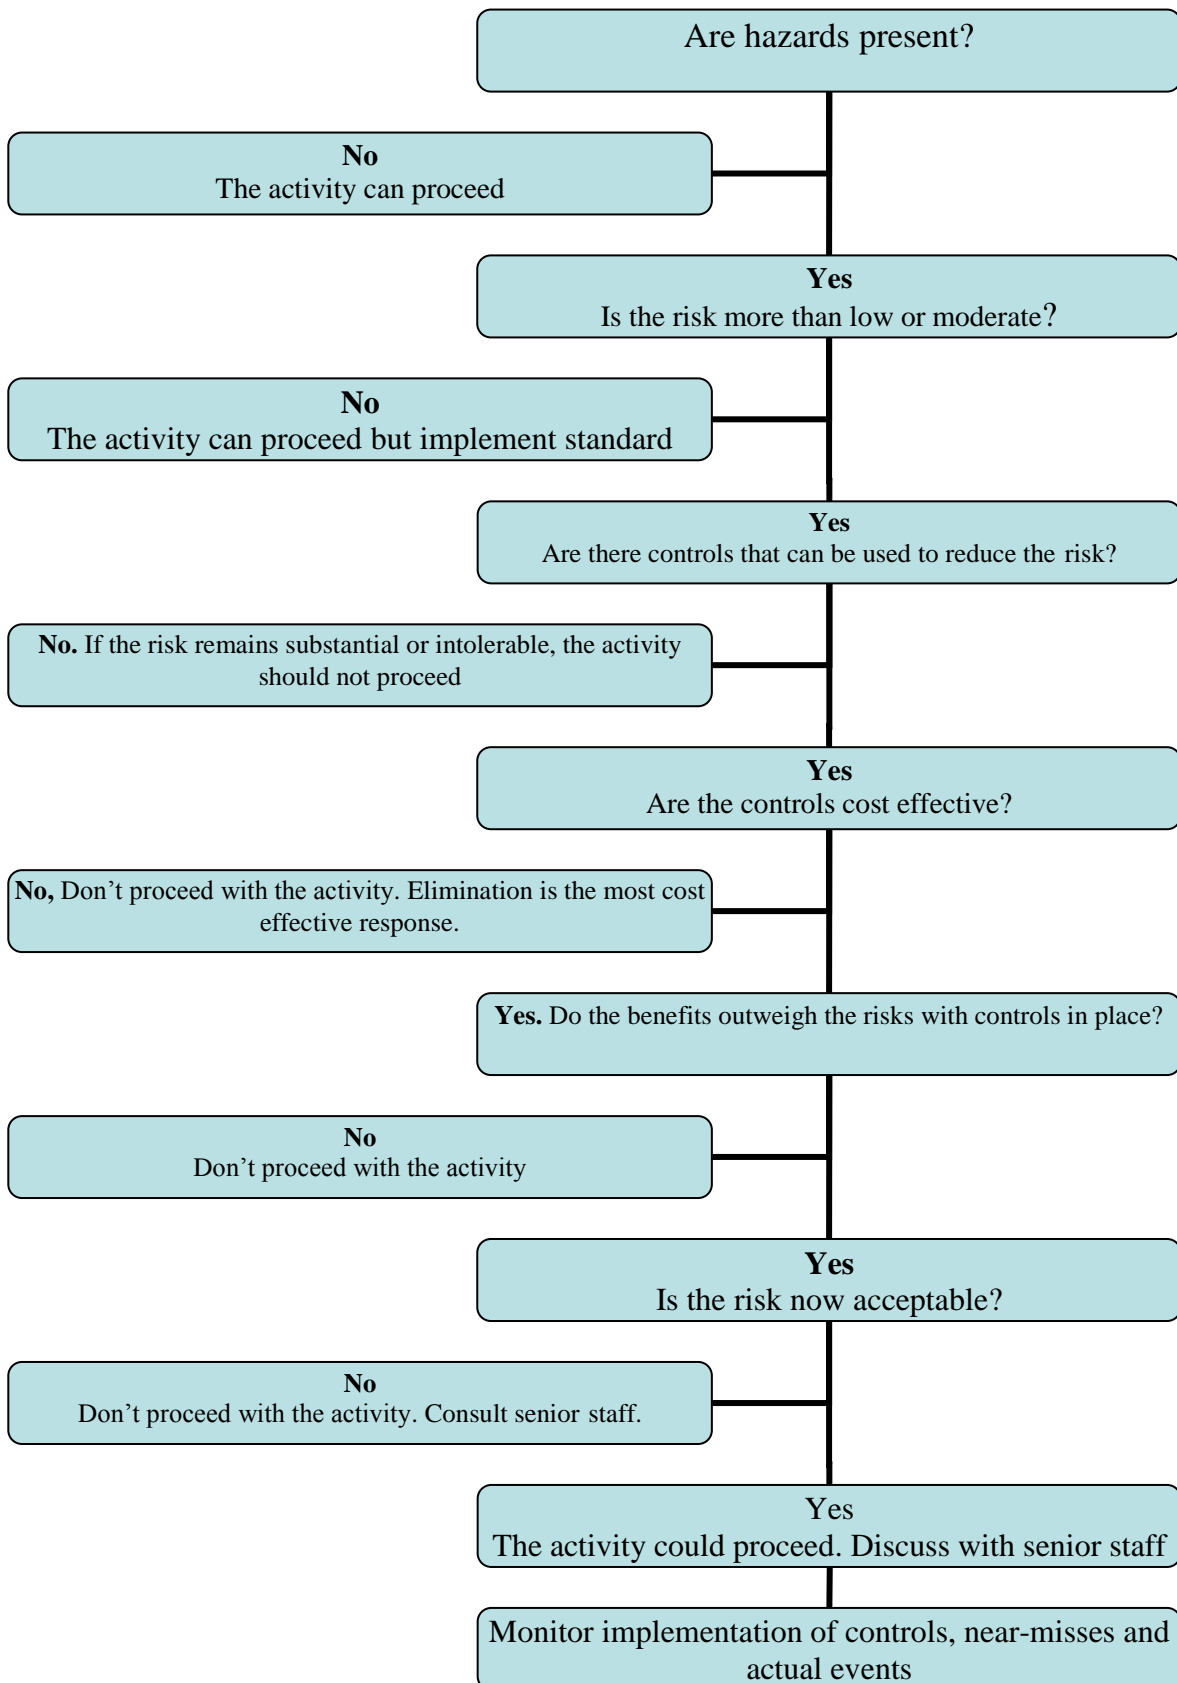 Are hazards present?
No
The activity can proceed
Yes
Is the risk more than low or moderate?
No
The activity can proceed but implement standard
Yes
Are there controls that can be used to reduce the risk?
No. If the risk remains substantial or intolerable, the activity
should not proceed
Yes
Are the controls cost effective?
No, Don’t proceed with the activity. Elimination is the most cost
effective response.
Yes. Do the benefits outweigh the risks with controls in place?
No
Don’t proceed with the activity
Yes
Is the risk now acceptable?
No
Don’t proceed with the activity. Consult senior staff.
Yes
The activity could proceed. Discuss with senior staff
Monitor implementation of controls, near-misses and
actual events